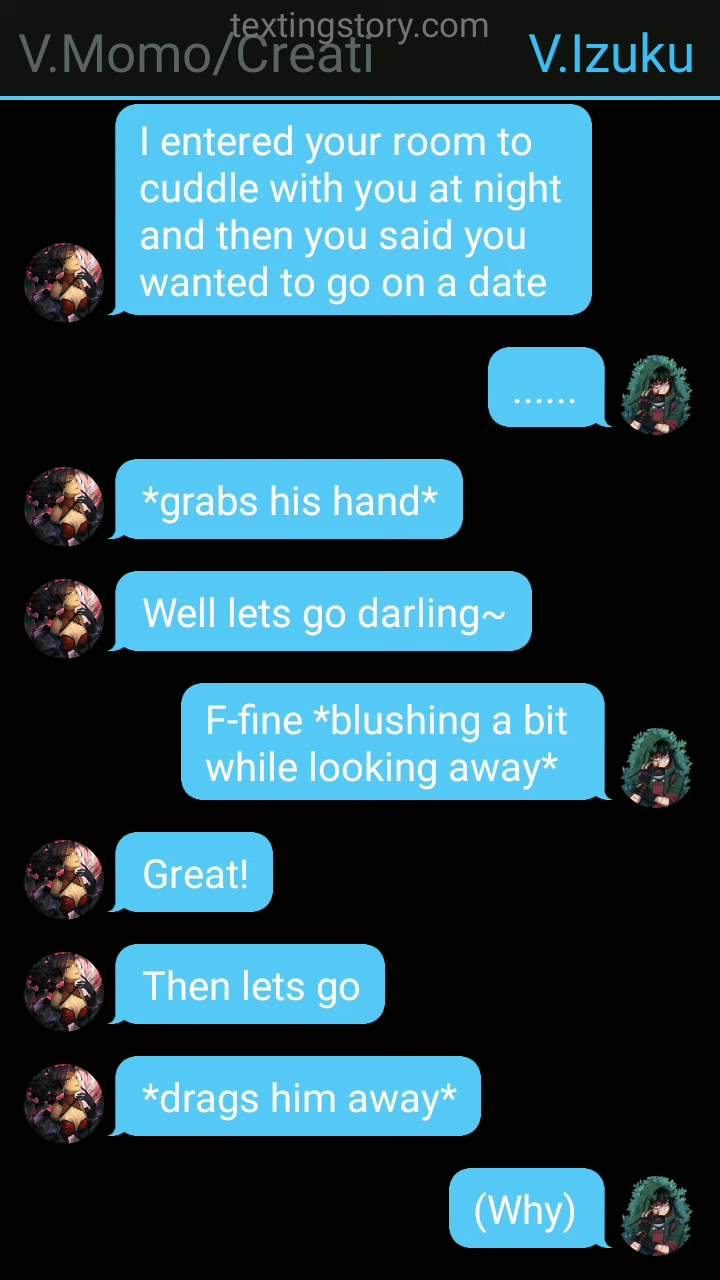 textingstory.com
V.Momo/Creati
V.Izuku
I entered your room to
cuddle with you at night
and then you said you
wanted to go on a date
......
*grabs his hand*
Well lets go darling~
F-fine *blushing a bit
while looking away*
Great!
Then lets go
*drags him away*
(Why)